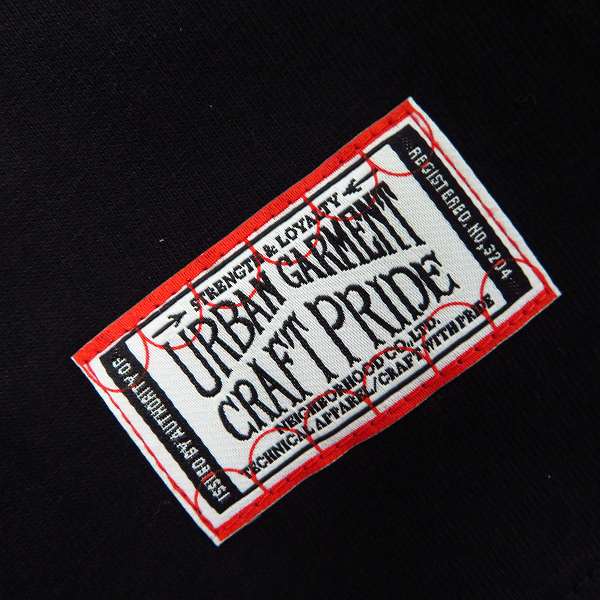 ISSUED BY AUTHORITY OF
STRENGTH & LOYALTY
URBAN GARMENT
CRAFT PRIDE
NEIGHBORHOOD CO.,LTD.
TECHNICAL APPAREL/CRAFT WITH PRIDE
REGISTERED.NO,3204